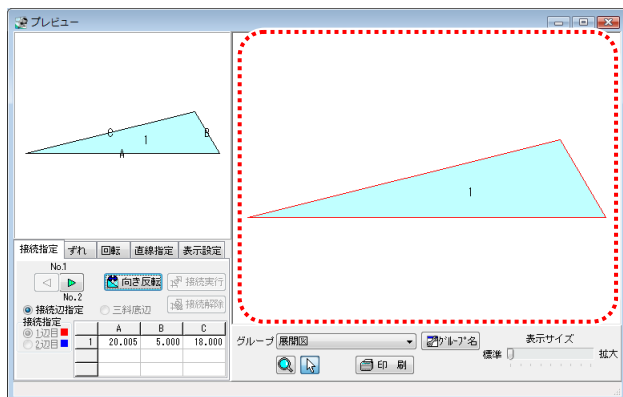 プレビュー
C
1
B
A
1
接続指定 ずれ 回転 直線指定 表示設定
No.1
向き反転 接続実行
No.2
接続辺指定 三斜底辺 接続解除
接続指定
1辺目
2辺目
A B C
1 20.005 5.000 18.000
グループ 展開図 グループ名 表示サイズ
標準 拡大
印 刷